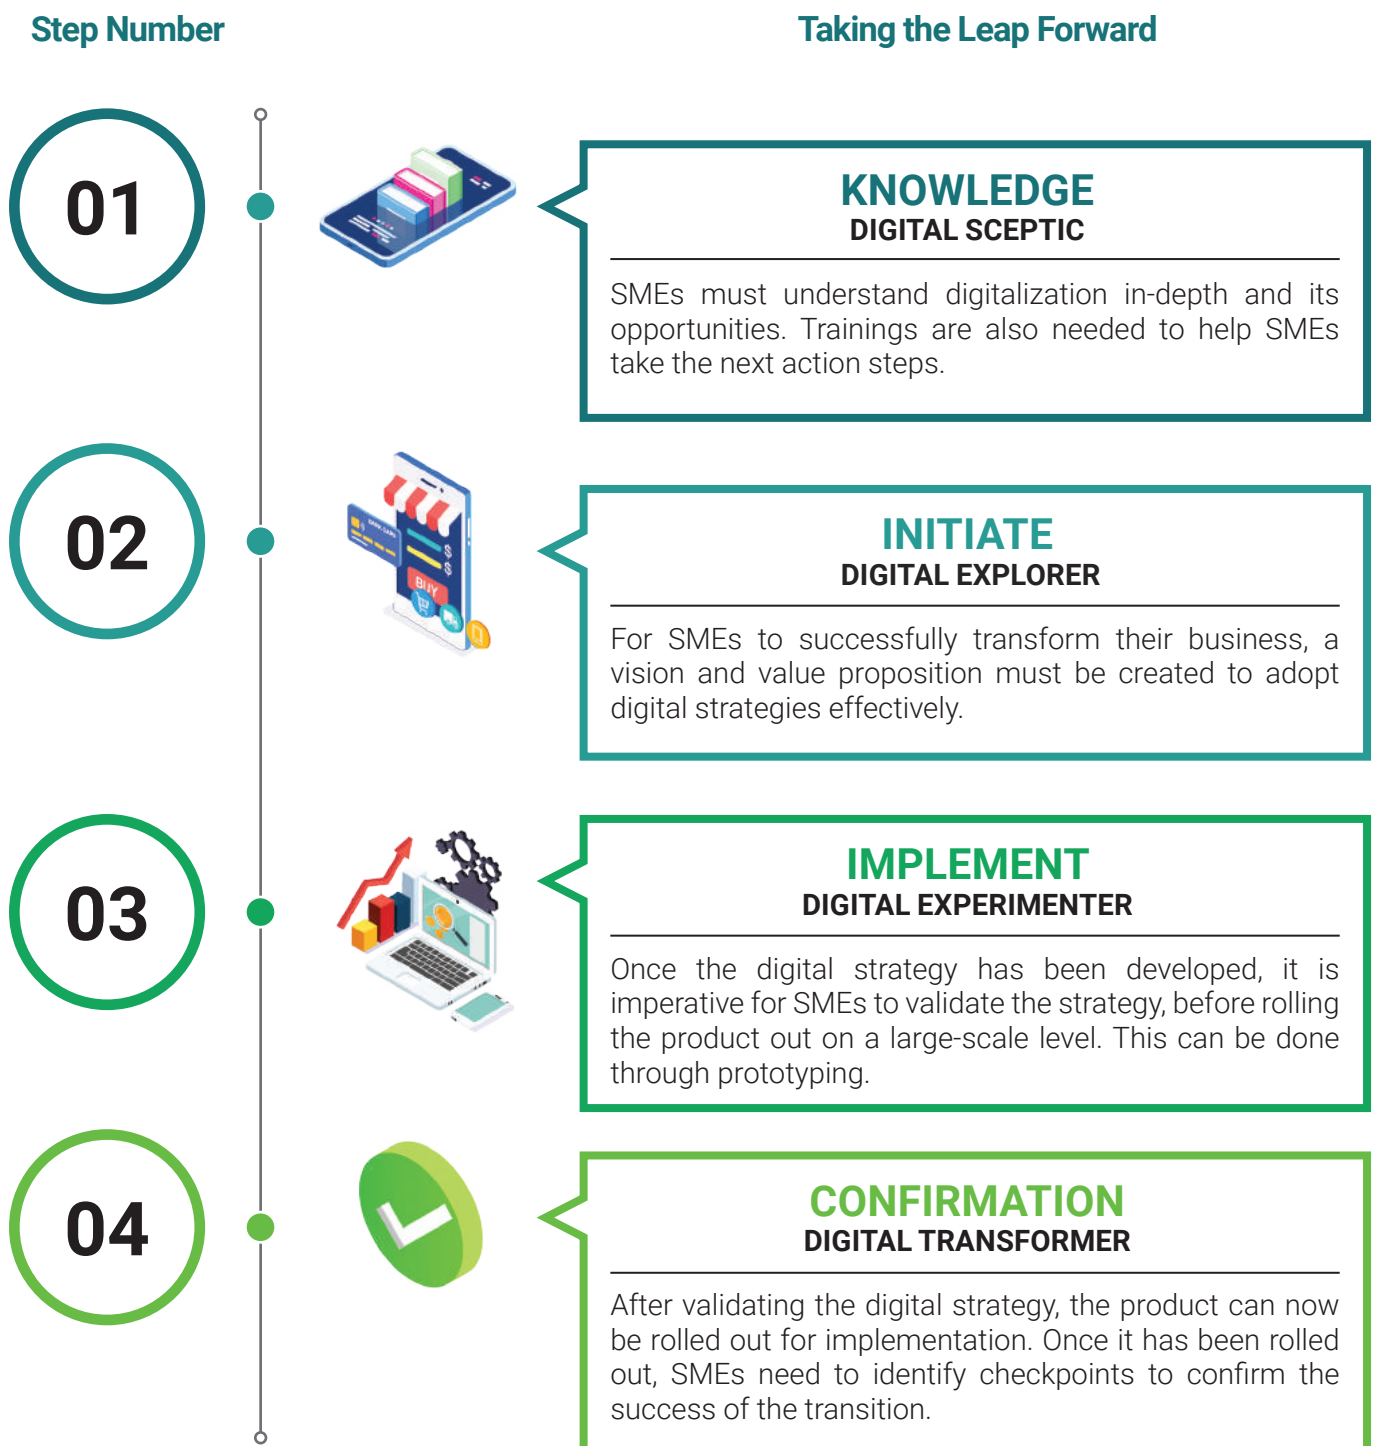 Step Number
Taking the Leap Forward
01
KNOWLEDGE
DIGITAL SCEPTIC
SMEs must understand digitalization in-depth and its
opportunities. Trainings are also needed to help SMEs
take the next action steps.
02
BANK CARD
BUY
$
$
INITIATE
DIGITAL EXPLORER
For SMEs to successfully transform their business, a
vision and value proposition must be created to adopt
digital strategies effectively.
03
IMPLEMENT
DIGITAL EXPERIMENTER
Once the digital strategy has been developed, it is
imperative for SMEs to validate the strategy, before rolling
the product out on a large-scale level. This can be done
through prototyping.
04
CONFIRMATION
DIGITAL TRANSFORMER
After validating the digital strategy, the product can now
be rolled out for implementation. Once it has been rolled
out, SMEs need to identify checkpoints to confirm the
success of the transition.